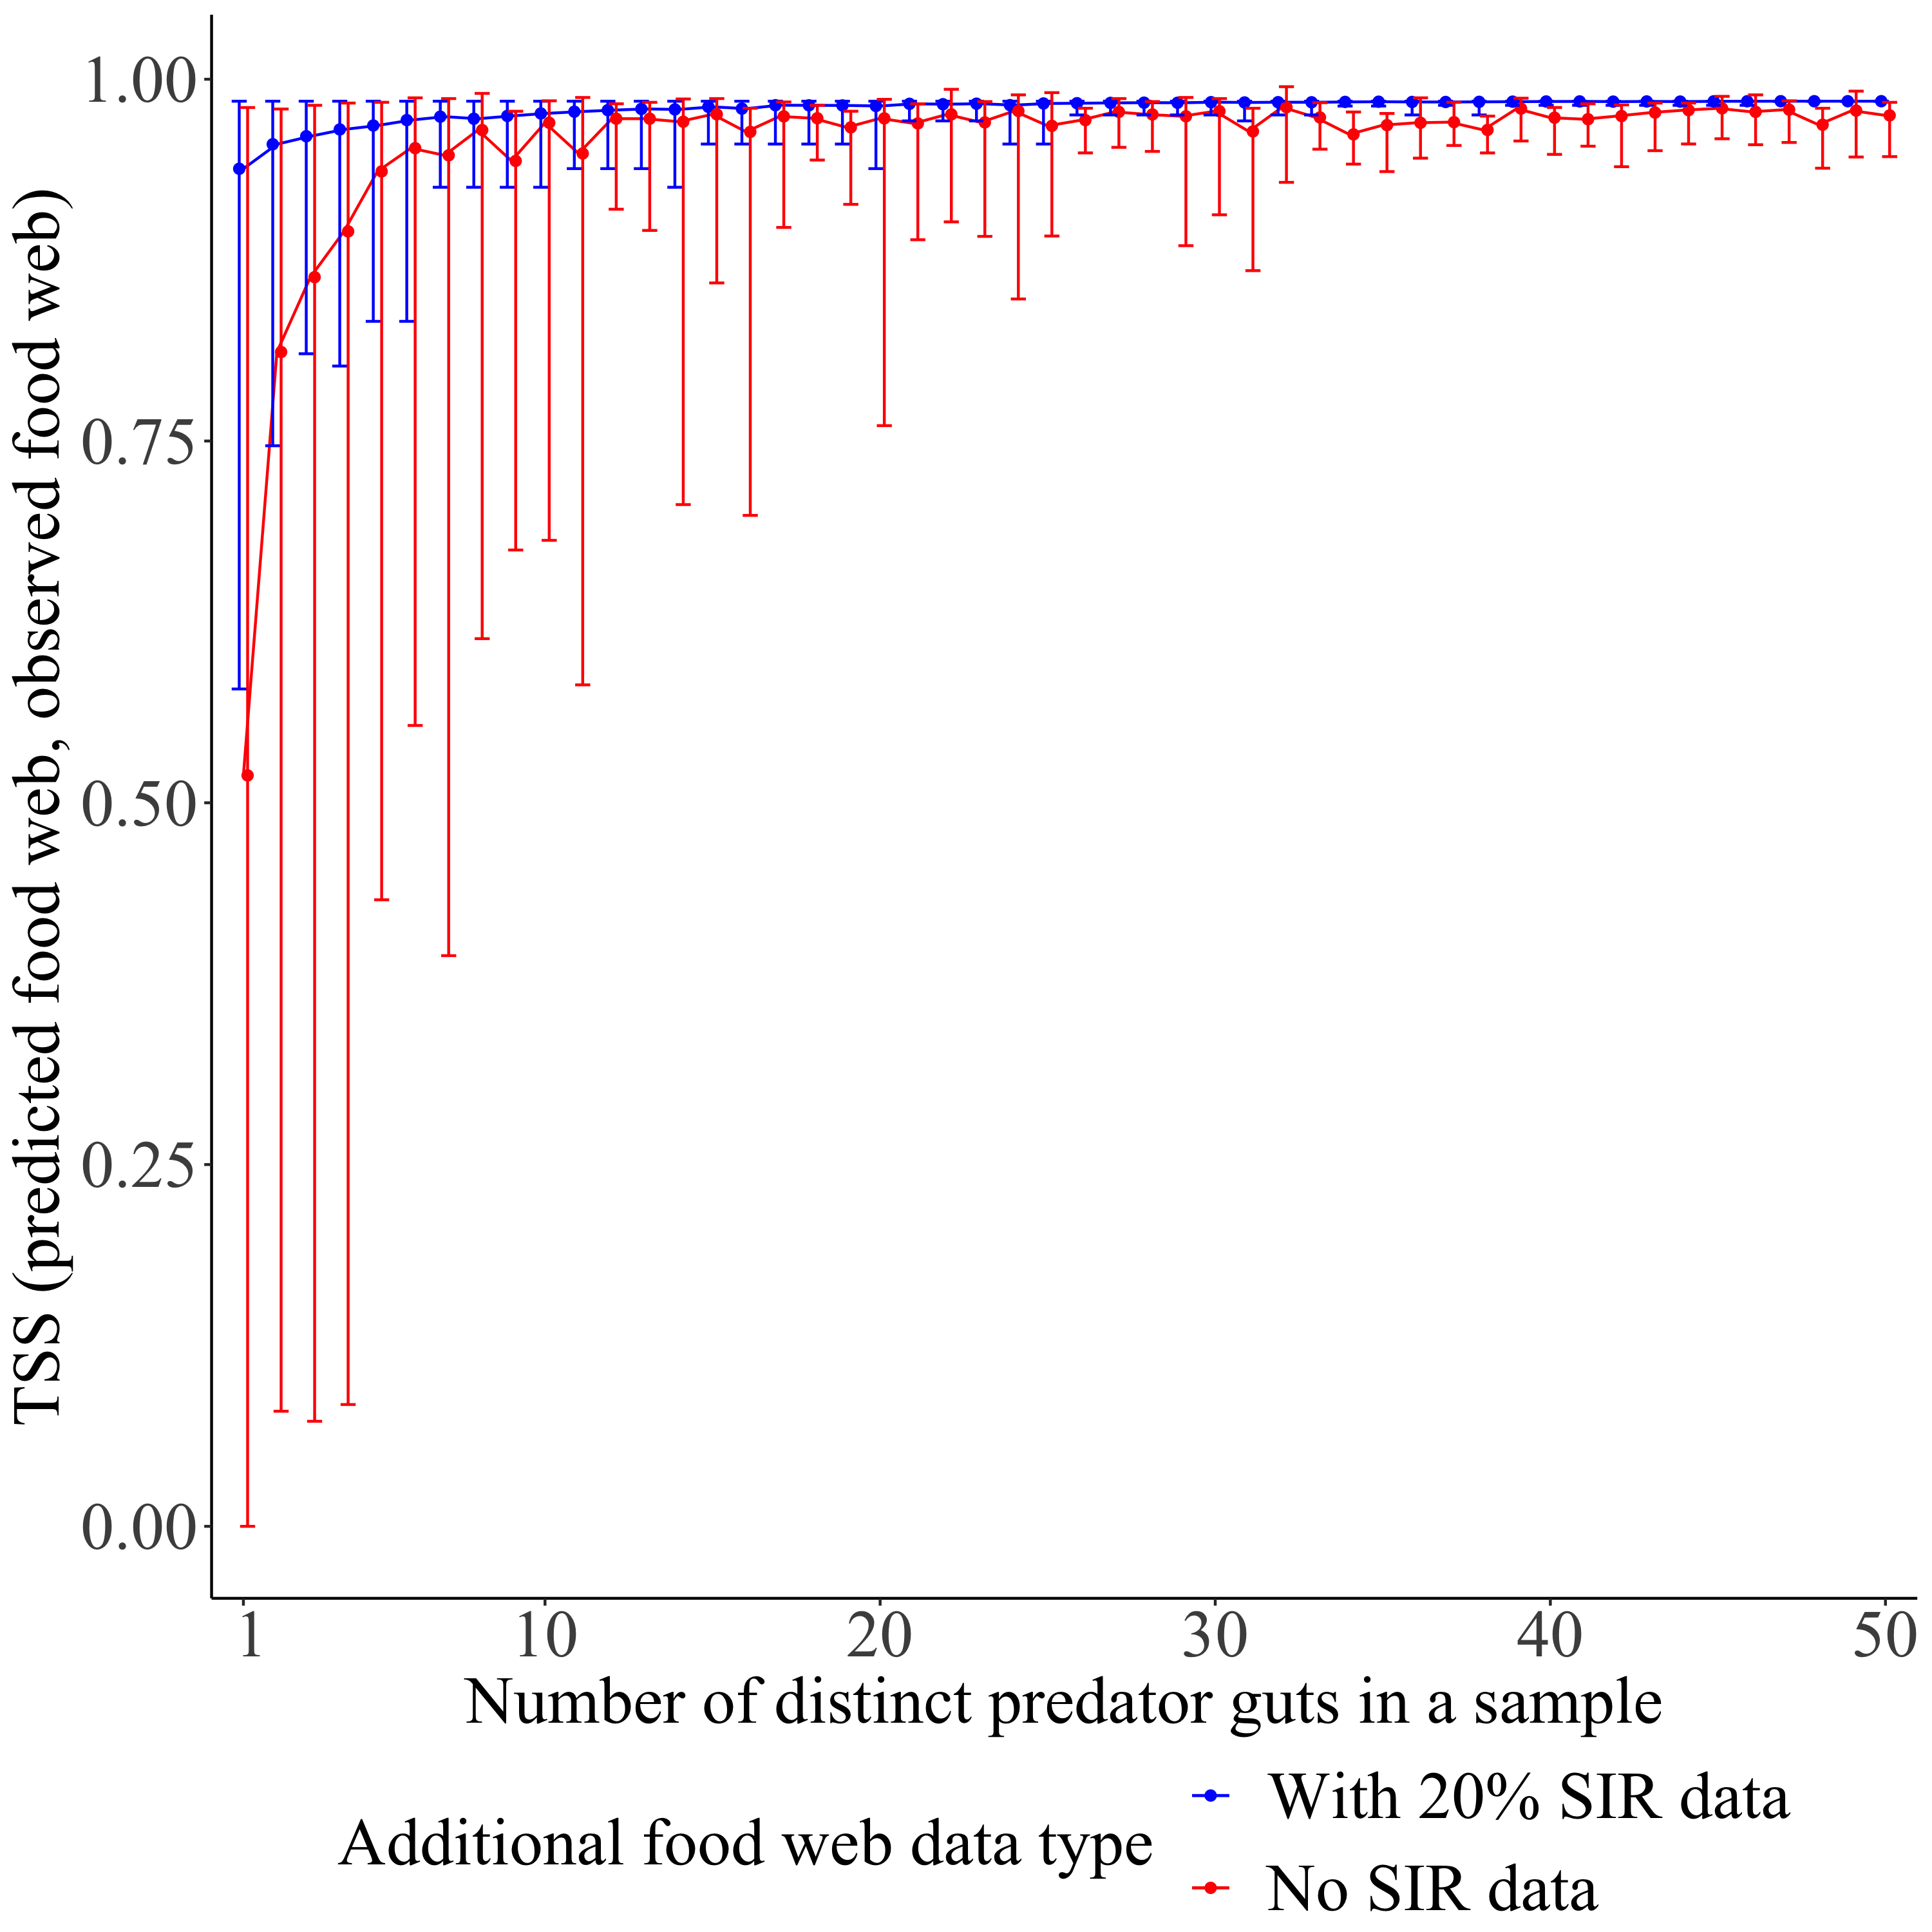 TSS (predicted food web, observed food web)
1.00
0.75
0.50
0.25
0.00
1 10 20 30 40 50
Number of distinct predator guts in a sample
Additional food web data type
With 20% SIR data
No SIR data